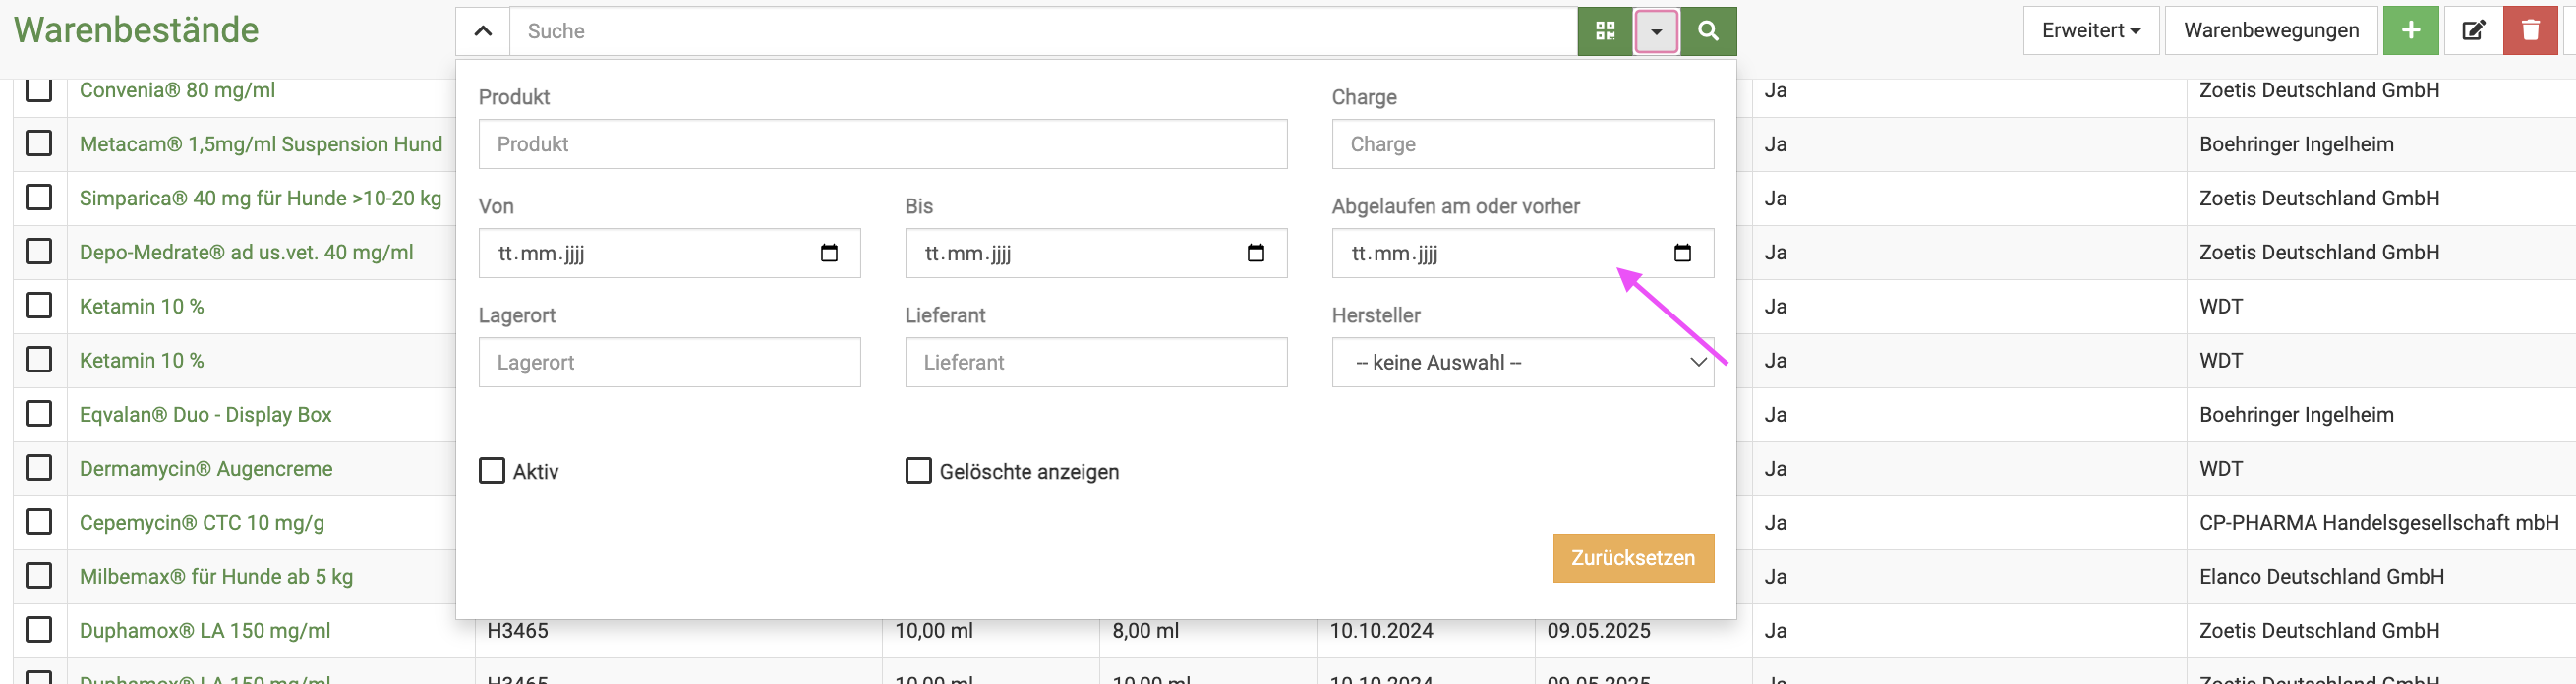 Warenbestände
Suche
Erweitert
Warenbewegungen
Convenia® 80 mg/ml
Ja
Zoetis Deutschland GmbH
Produkt
Charge
Metacam® 1,5mg/ml Suspension Hund
Produkt
Charge
Ja
Boehringer Ingelheim
Simparica® 40 mg für Hunde >10-20 kg
Von
Bis
Abgelaufen am oder vorher
Ja
Zoetis Deutschland GmbH
Depo-Medrate® ad us.vet. 40 mg/ml
tt.mm.jjjj
tt.mm.jjjj
tt.mm.jjjj
Ja
Zoetis Deutschland GmbH
Ketamin 10 %
Lagerort
Lieferant
Hersteller
Ja
WDT
Ketamin 10 %
Lagerort
Lieferant
-- keine Auswahl --
Ja
WDT
Eqvalan® Duo - Display Box
Ja
Boehringer Ingelheim
Dermamycin® Augencreme
Aktiv
Gelöschte anzeigen
Ja
WDT
Cepemycin® CTC 10 mg/g
Ja
CP-PHARMA Handelsgesellschaft mbH
Zurücksetzen
Milbemax® für Hunde ab 5 kg
Ja
Elanco Deutschland GmbH
Duphamox® LA 150 mg/ml
H3465
10,00 ml
8,00 ml
10.10.2024
09.05.2025
Ja
Zoetis Deutschland GmbH
Duphamox® LA 150 mg/ml
H3465
10,00 ml
10,00 ml
10.10.2024
09.05.2025
Ja
Zoetis Deutschland GmbH